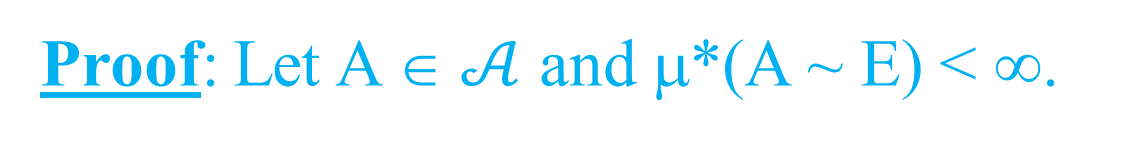 Proof: Let A ∈ 𝒜 and μ*(A ~ E) < ∞.